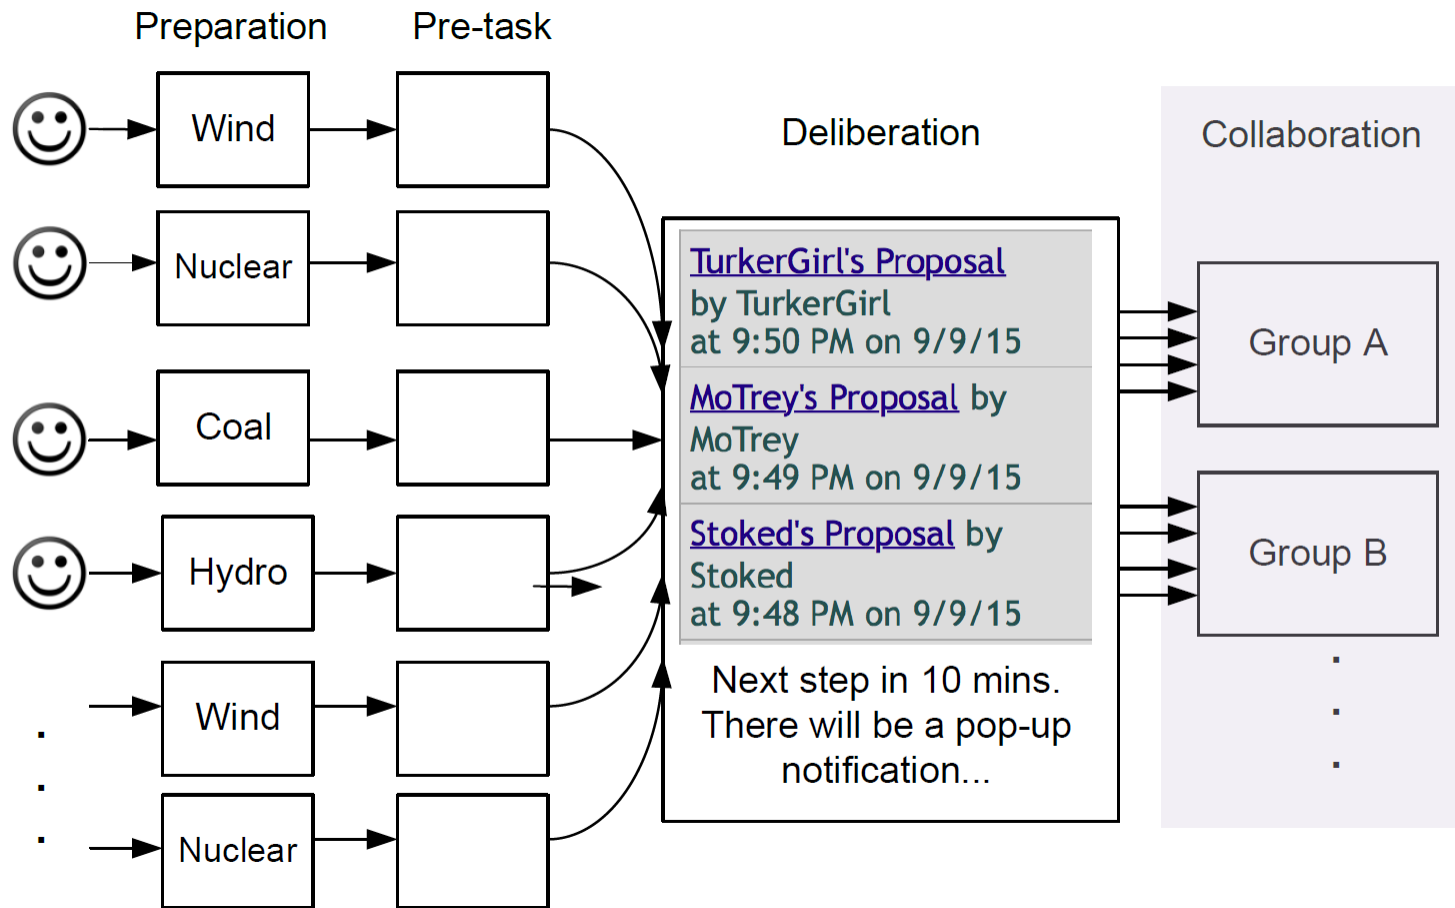 Preparation
Pre-task
Wind
Nuclear
Coal
Hydro
Wind
Nuclear
Deliberation
TurkerGirl's Proposal
by TurkerGirl
at 9:50 PM on 9/9/15
MoTrey's Proposal by
MoTrey
at 9:49 PM on 9/9/15
Stoked's Proposal by
Stoked
at 9:48 PM on 9/9/15
Next step in 10 mins.
There will be a pop-up
notification...
Collaboration
Group A
Group B